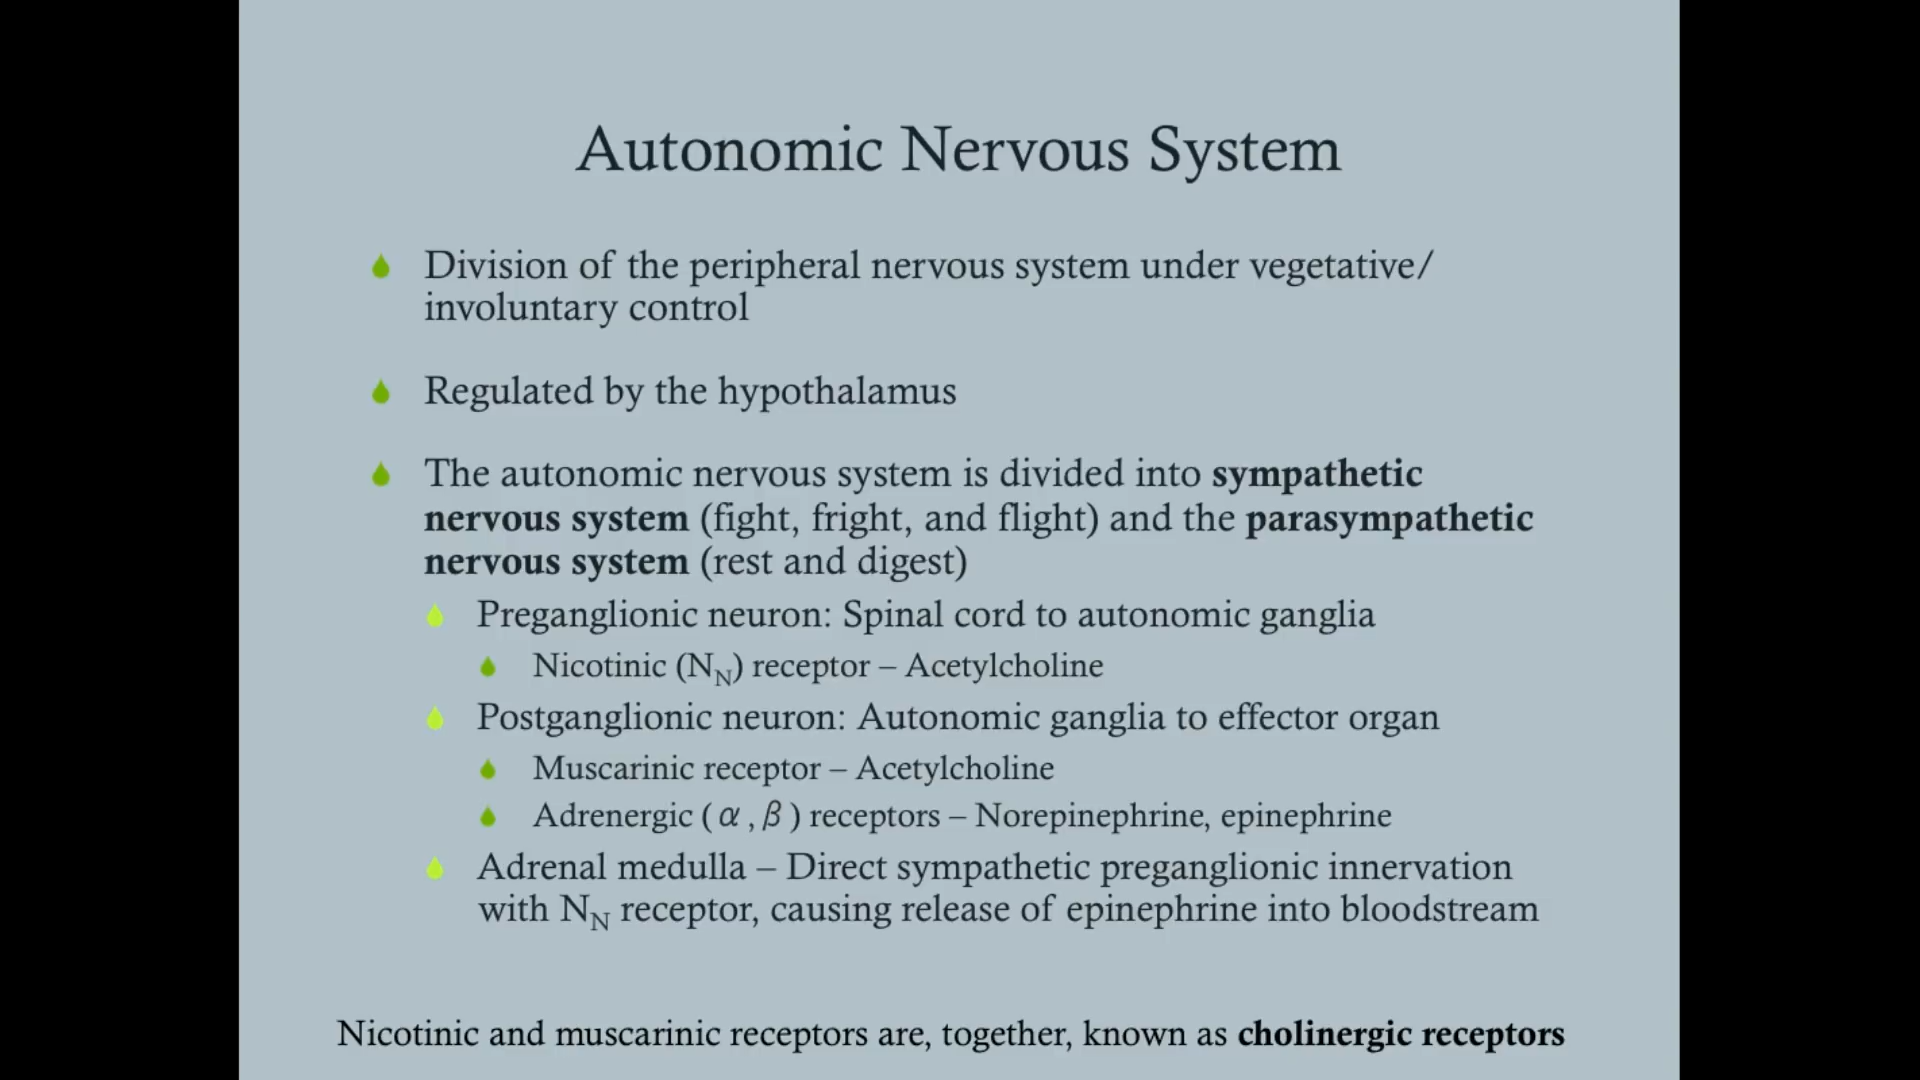 Autonomic Nervous System
Division of the peripheral nervous system under vegetative/
involuntary control
Regulated by the hypothalamus
The autonomic nervous system is divided into sympathetic
nervous system (fight, fright, and flight) and the parasympathetic
nervous system (rest and digest)
Preganglionic neuron: Spinal cord to autonomic ganglia
Nicotinic (NN) receptor – Acetylcholine
Postganglionic neuron: Autonomic ganglia to effector organ
Muscarinic receptor – Acetylcholine
Adrenergic (α, β) receptors – Norepinephrine, epinephrine
Adrenal medulla – Direct sympathetic preganglionic innervation
with NN receptor, causing release of epinephrine into bloodstream
Nicotinic and muscarinic receptors are, together, known as cholinergic receptors